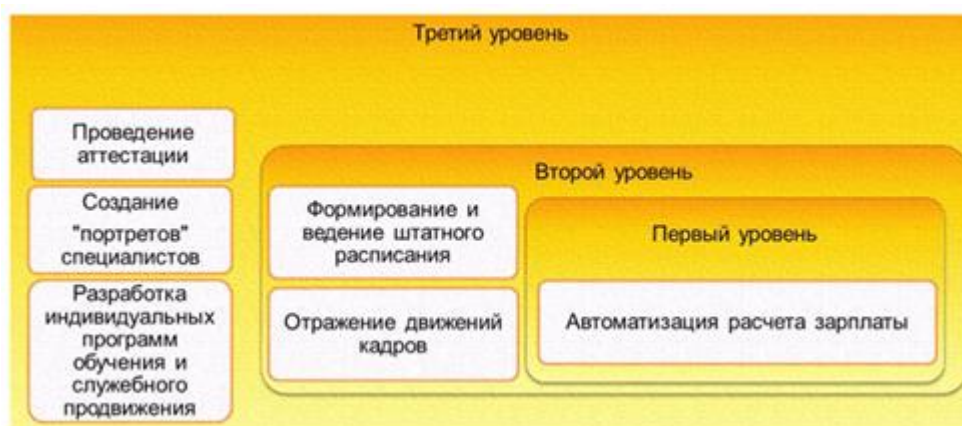 Третий уровень
Проведение
аттестации
Создание
"портретов"
специалистов
Разработка
индивидуальных
программ
обучения и
служебного
продвижения
Второй уровень
Формирование и
ведение штатного
расписания
Отражение движений
кадров
Первый уровень
Автоматизация расчета зарплаты